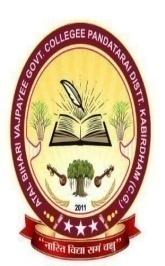 ATAL BIHARI VAJPAYEE GOVT. COLLEGEE PANDATARAI DISTT. KABIRDHAM (C.G.)
2011
"नास्ति विद्या समं चक्षु"